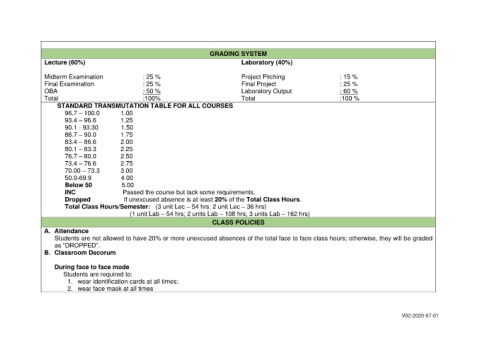 GRADING SYSTEM
Lecture (60%) Laboratory (40%)
Midterm Examination : 25 % Project Pitching : 15 %
Final Examination : 25 % Final Project : 25 %
OBA : 50 % Laboratory Output : 60 %
Total :100% Total :100 %
STANDARD TRANSMUTATION TABLE FOR ALL COURSES
96.7 – 100.0 1.00
93.4 – 96.6 1.25
90.1 - 93.30 1.50
86.7 – 90.0 1.75
83.4 – 86.6 2.00
80.1 – 83.3 2.25
76.7 – 80.0 2.50
73.4 – 76.6 2.75
70.00 – 73.3 3.00
50.0-69.9 4.00
Below 50 5.00
INC Passed the course but lack some requirements.
Dropped If unexcused absence is at least 20% of the Total Class Hours.
Total Class Hours/Semester: (3 unit Lec – 54 hrs; 2 unit Lec – 36 hrs)
(1 unit Lab – 54 hrs; 2 units Lab – 108 hrs; 3 units Lab – 162 hrs)
CLASS POLICIES
A. Attendance
Students are not allowed to have 20% or more unexcused absences of the total face to face class hours; otherwise, they will be graded
as "DROPPED".
B. Classroom Decorum
During face to face mode
Students are required to:
1. wear identification cards at all times;
2. wear face mask at all times
V02-2020-07-01